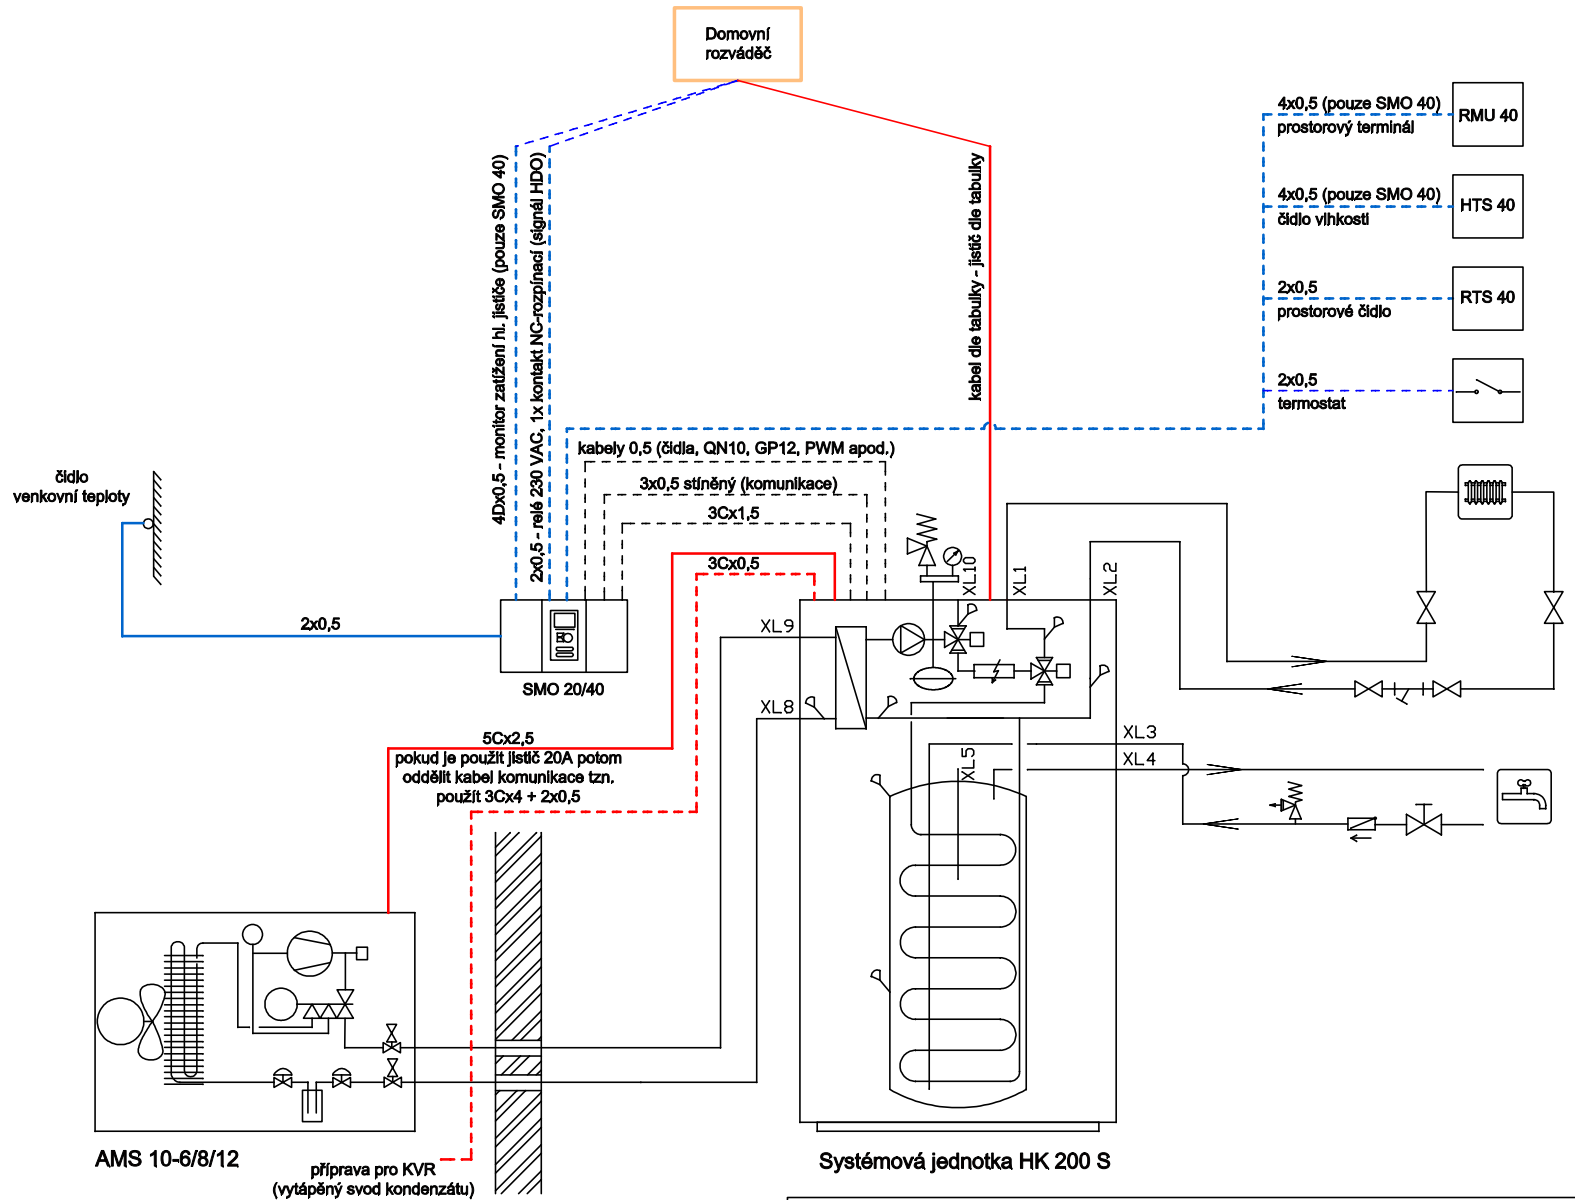 Domovní
rozváděč
4x0,5 (pouze SMO 40)
prostorový terminál
RMU 40
4x0,5 (pouze SMO 40)
čidlo vlhkosti
HTS 40
2x0,5
prostorové čidlo
RTS 40
2x0,5
termostat
4Dx0,5 - monitor zatížení hl. jističe (pouze SMO 40)
2x0,5 - relé 230 VAC, 1x kontakt NC-rozpínací (signál HDO)
kabel dle tabulky - jistič dle tabulky
kabely 0,5 (čidla, QN10, GP12, PWM apod.)
3x0,5 stíněný (komunikace)
3Cx1,5
3Cx0,5
čidlo
venkovní teploty
2x0,5
SMO 20/40
XL10
XL1
XL2
XL9
XL8
XL3
XL4
XL5
5Cx2,5
pokud je použit jistič 20A potom
oddělit kabel komunikace tzn.
použít 3Cx4 + 2x0,5
AMS 10-6/8/12
příprava pro KVR
(vytápěný svod kondenzátu)
Systémová jednotka HK 200 S